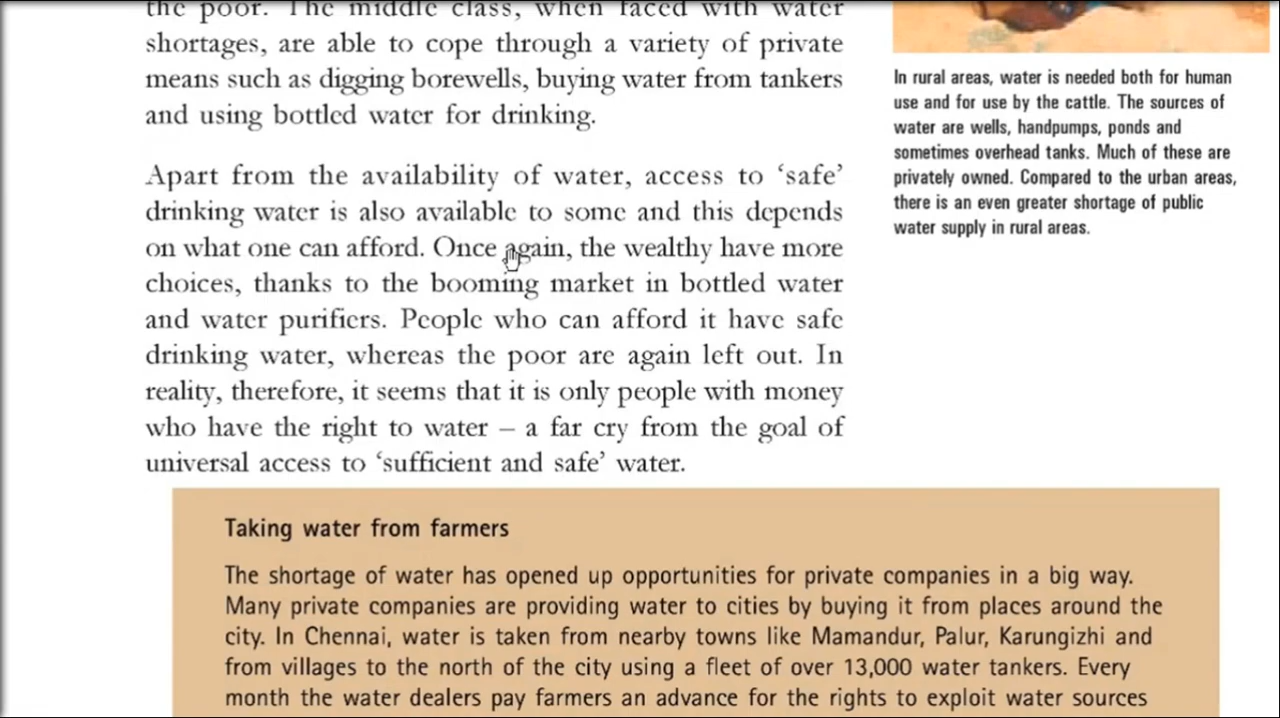 the poor. The middle class, when faced with water
shortages, are able to cope through a variety of private
means such as digging borewells, buying water from tankers
and using bottled water for drinking.
Apart from the availability of water, access to ‘safe’
drinking water is also available to some and this depends
on what one can afford. Once again, the wealthy have more
choices, thanks to the booming market in bottled water
and water purifiers. People who can afford it have safe
drinking water, whereas the poor are again left out. In
reality, therefore, it seems that it is only people with money
who have the right to water – a far cry from the goal of
universal access to ‘sufficient and safe’ water.
In rural areas, water is needed both for human
use and for use by the cattle. The sources of
water are wells, handpumps, ponds and
sometimes overhead tanks. Much of these are
privately owned. Compared to the urban areas,
there is an even greater shortage of public
water supply in rural areas.
Taking water from farmers
The shortage of water has opened up opportunities for private companies in a big way.
Many private companies are providing water to cities by buying it from places around the
city. In Chennai, water is taken from nearby towns like Mamandur, Palur, Karungizhi and
from villages to the north of the city using a fleet of over 13,000 water tankers. Every
month the water dealers pay farmers an advance for the rights to exploit water sources